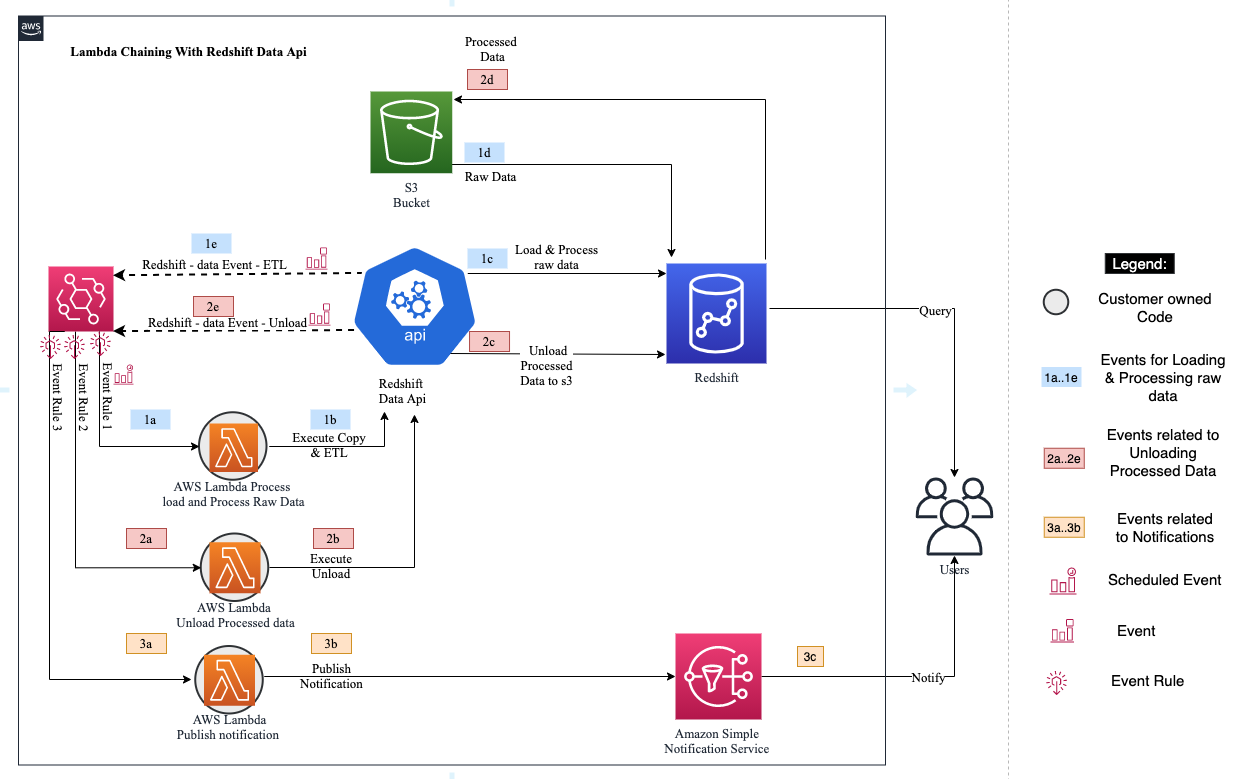 aws
Lambda Chaining With Redshift Data Api
Processed
Data
2d
1d
Raw Data
S3
Bucket
1e
Redshift - data Event - ETL
2e
Redshift - data Event - Unload
api
Redshift
Data Api
1c
Load & Process
raw data
2c
Unload
Processed
Data to s3
Redshift
Query
Event Rule 3
Event Rule 2
Event Rule 1
1a
1b
Execute Copy
& ETL
AWS Lambda Process
load and Process Raw Data
2a
2b
Execute
Unload
AWS Lambda
Unload Processed data
3a
3b
Publish
Notification
AWS Lambda
Publish notification
Amazon Simple
Notification Service
3c
Notify
Users
Legend:
Customer owned
Code
1a..1e
Events for Loading
& Processing raw
data
2a..2e
Events related to
Unloading
Processed Data
3a..3b
Events related
to Notifications
Scheduled Event
Event
Event Rule